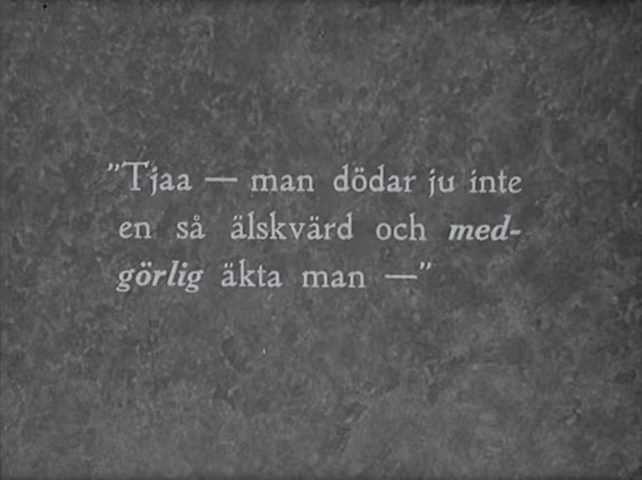 ”Tjaa — man dödar ju inte
en så älskvärd och med-
görlig äkta man —”